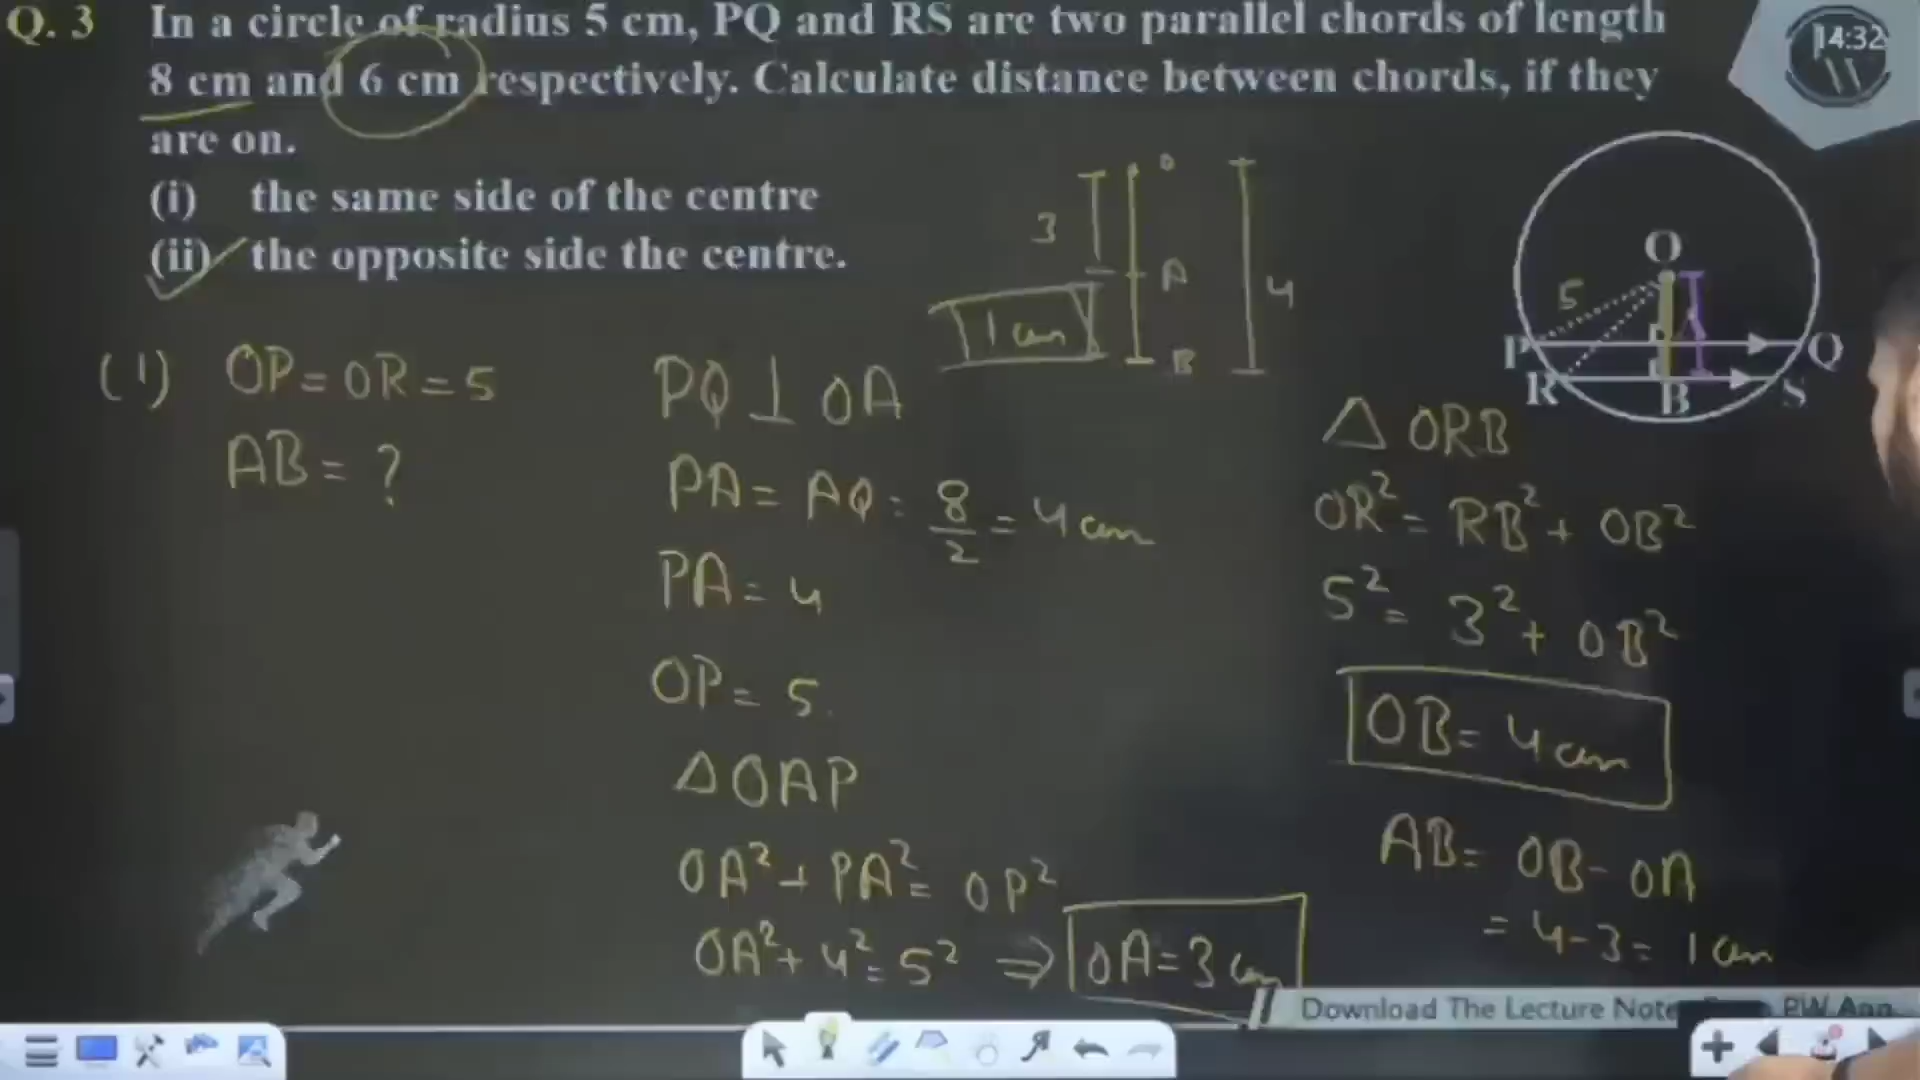 Q. 3 In a circle of radius 5 cm, PQ and RS are two parallel chords of length
8 cm and 6 cm respectively. Calculate distance between chords, if they
are on.
(i) the same side of the centre
(ii) the opposite side the centre.
14:32
O
3
A
4
1 cm
B
O
5
A
P
Q
R
B
S
(1) OP = OR = 5
AB = ?
PQ ⊥ OA
PA = AQ = 8/2 = 4 cm
PA = 4
OP = 5.
△ OAP
OA² + PA² = OP²
OA² + 4² = 5² ⇒ OA = 3 cm
△ ORB
OR² = RB² + OB²
5² = 3² + OB²
OB = 4 cm
AB = OB - OA
= 4 - 3 = 1 cm
Download The Lecture Note PW App